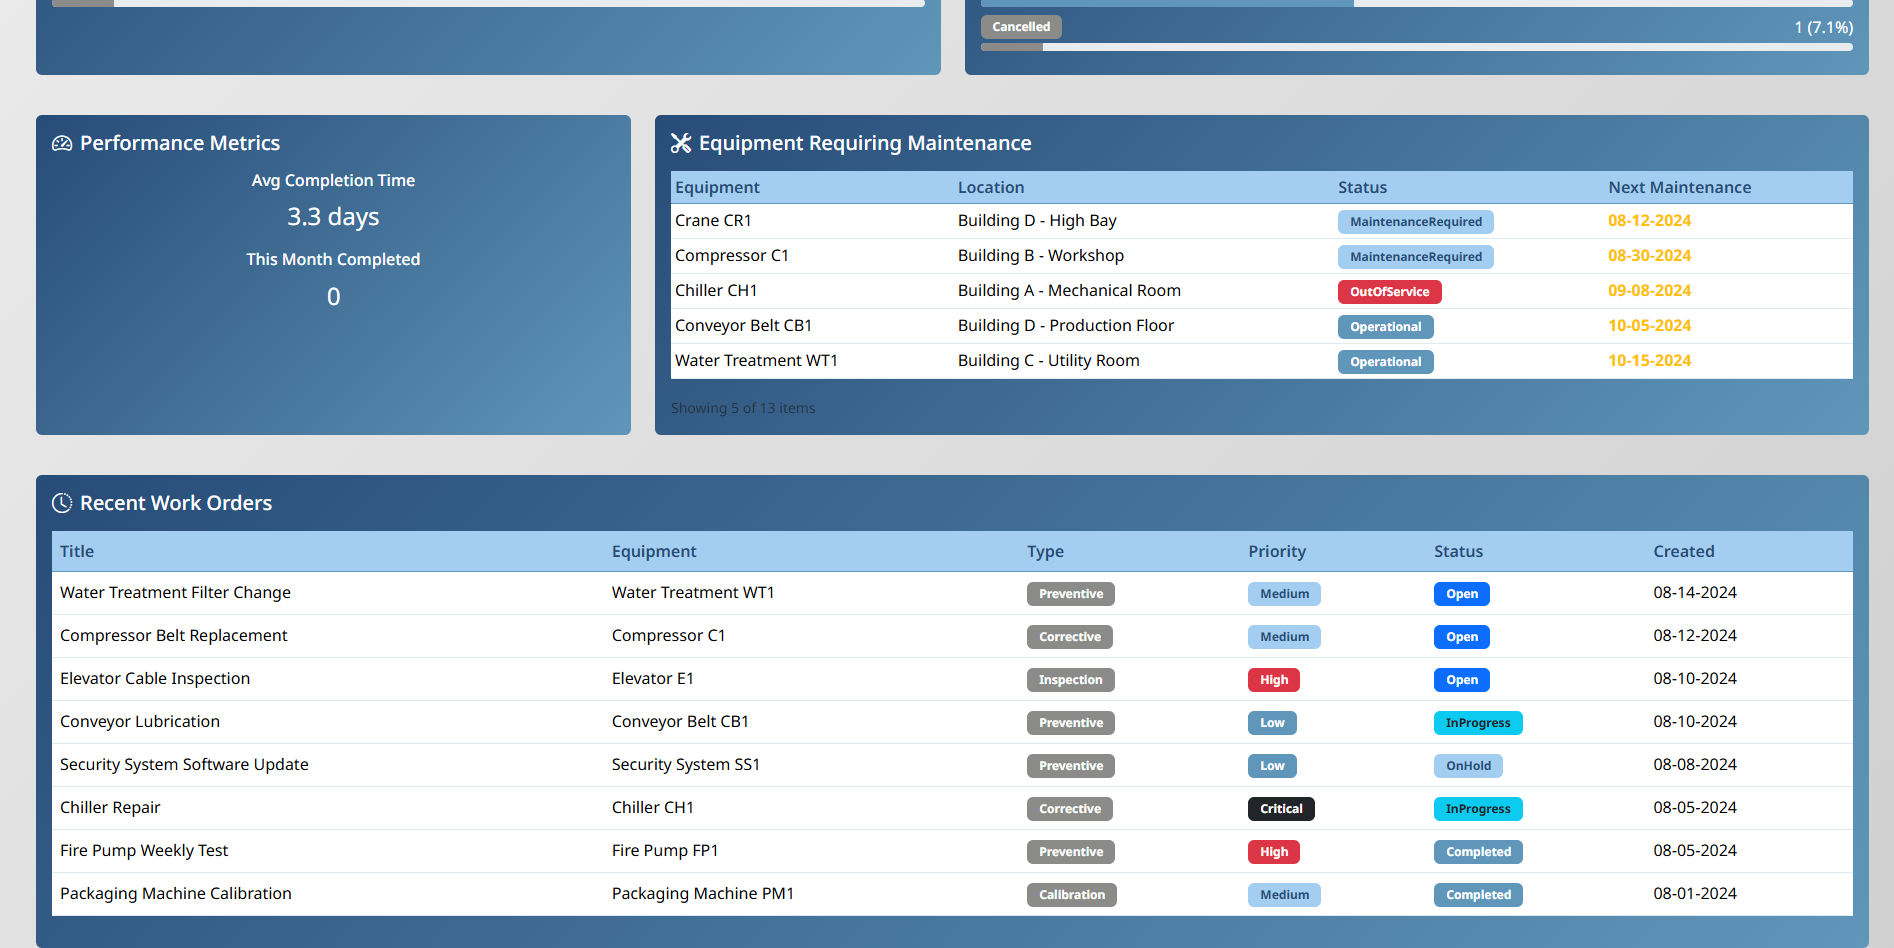 Cancelled 1 (7.1%)
Performance Metrics
Avg Completion Time
3.3 days
This Month Completed
0
Equipment Requiring Maintenance
Equipment Location Status Next Maintenance
Crane CR1 Building D - High Bay MaintenanceRequired 08-12-2024
Compressor C1 Building B - Workshop MaintenanceRequired 08-30-2024
Chiller CH1 Building A - Mechanical Room OutOfService 09-08-2024
Conveyor Belt CB1 Building D - Production Floor Operational 10-05-2024
Water Treatment WT1 Building C - Utility Room Operational 10-15-2024
Showing 5 of 13 items
Recent Work Orders
Title Equipment Type Priority Status Created
Water Treatment Filter Change Water Treatment WT1 Preventive Medium Open 08-14-2024
Compressor Belt Replacement Compressor C1 Corrective Medium Open 08-12-2024
Elevator Cable Inspection Elevator E1 Inspection High Open 08-10-2024
Conveyor Lubrication Conveyor Belt CB1 Preventive Low InProgress 08-10-2024
Security System Software Update Security System SS1 Preventive Low OnHold 08-08-2024
Chiller Repair Chiller CH1 Corrective Critical InProgress 08-05-2024
Fire Pump Weekly Test Fire Pump FP1 Preventive High Completed 08-05-2024
Packaging Machine Calibration Packaging Machine PM1 Calibration Medium Completed 08-01-2024